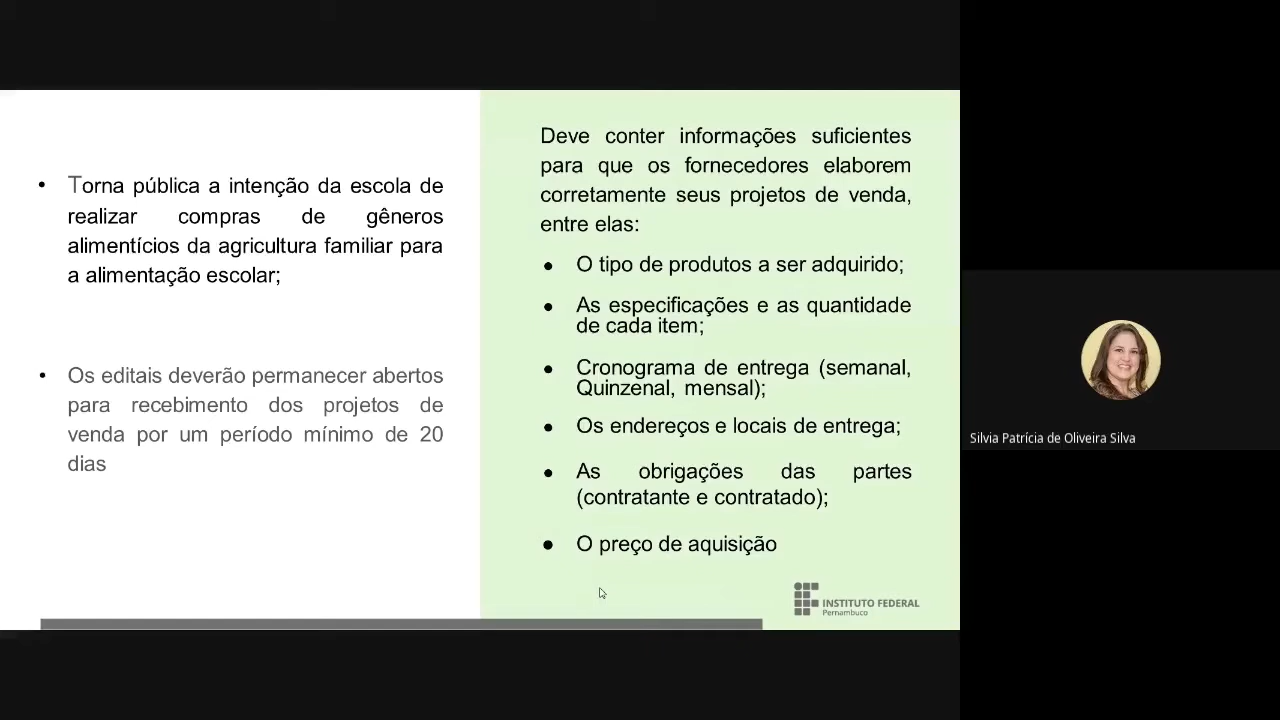 • Torna pública a intenção da escola de
realizar compras de gêneros
alimentícios da agricultura familiar para
a alimentação escolar;
• Os editais deverão permanecer abertos
para recebimento dos projetos de
venda por um período mínimo de 20
dias
Deve conter informações suficientes
para que os fornecedores elaborem
corretamente seus projetos de venda,
entre elas:
● O tipo de produtos a ser adquirido;
● As especificações e as quantidade
de cada item;
● Cronograma de entrega (semanal,
Quinzenal, mensal);
● Os endereços e locais de entrega;
● As obrigações das partes
(contratante e contratado);
● O preço de aquisição
INSTITUTO FEDERAL
Pernambuco
Silvia Patrícia de Oliveira Silva